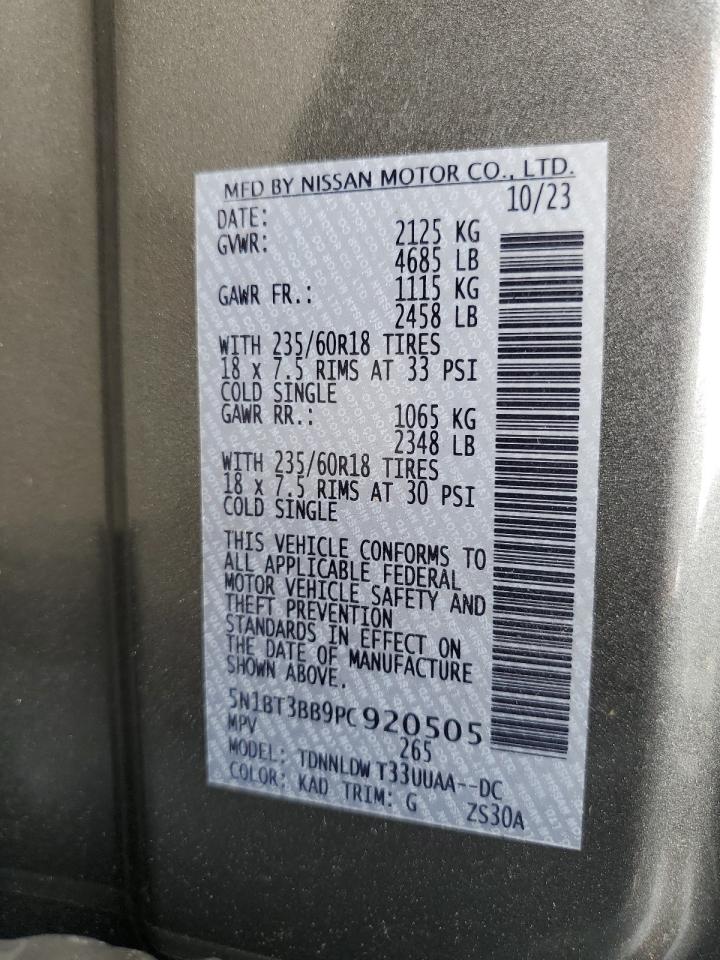 MFD BY NISSAN MOTOR CO., LTD.
DATE: 10/23
GVWR: 2125 KG
4685 LB
GAWR FR.: 1115 KG
2458 LB
WITH 235/60R18 TIRES
18 x 7.5 RIMS AT 33 PSI
COLD SINGLE
GAWR RR.: 1065 KG
2348 LB
WITH 235/60R18 TIRES
18 x 7.5 RIMS AT 30 PSI
COLD SINGLE
THIS VEHICLE CONFORMS TO
ALL APPLICABLE FEDERAL
MOTOR VEHICLE SAFETY AND
THEFT PREVENTION
STANDARDS IN EFFECT ON
THE DATE OF MANUFACTURE
SHOWN ABOVE.
5N1BT3BB9PC920505
MPV 265
MODEL: TDNNLDW T33UUAA--DC
COLOR: KAD TRIM: G ZS30A